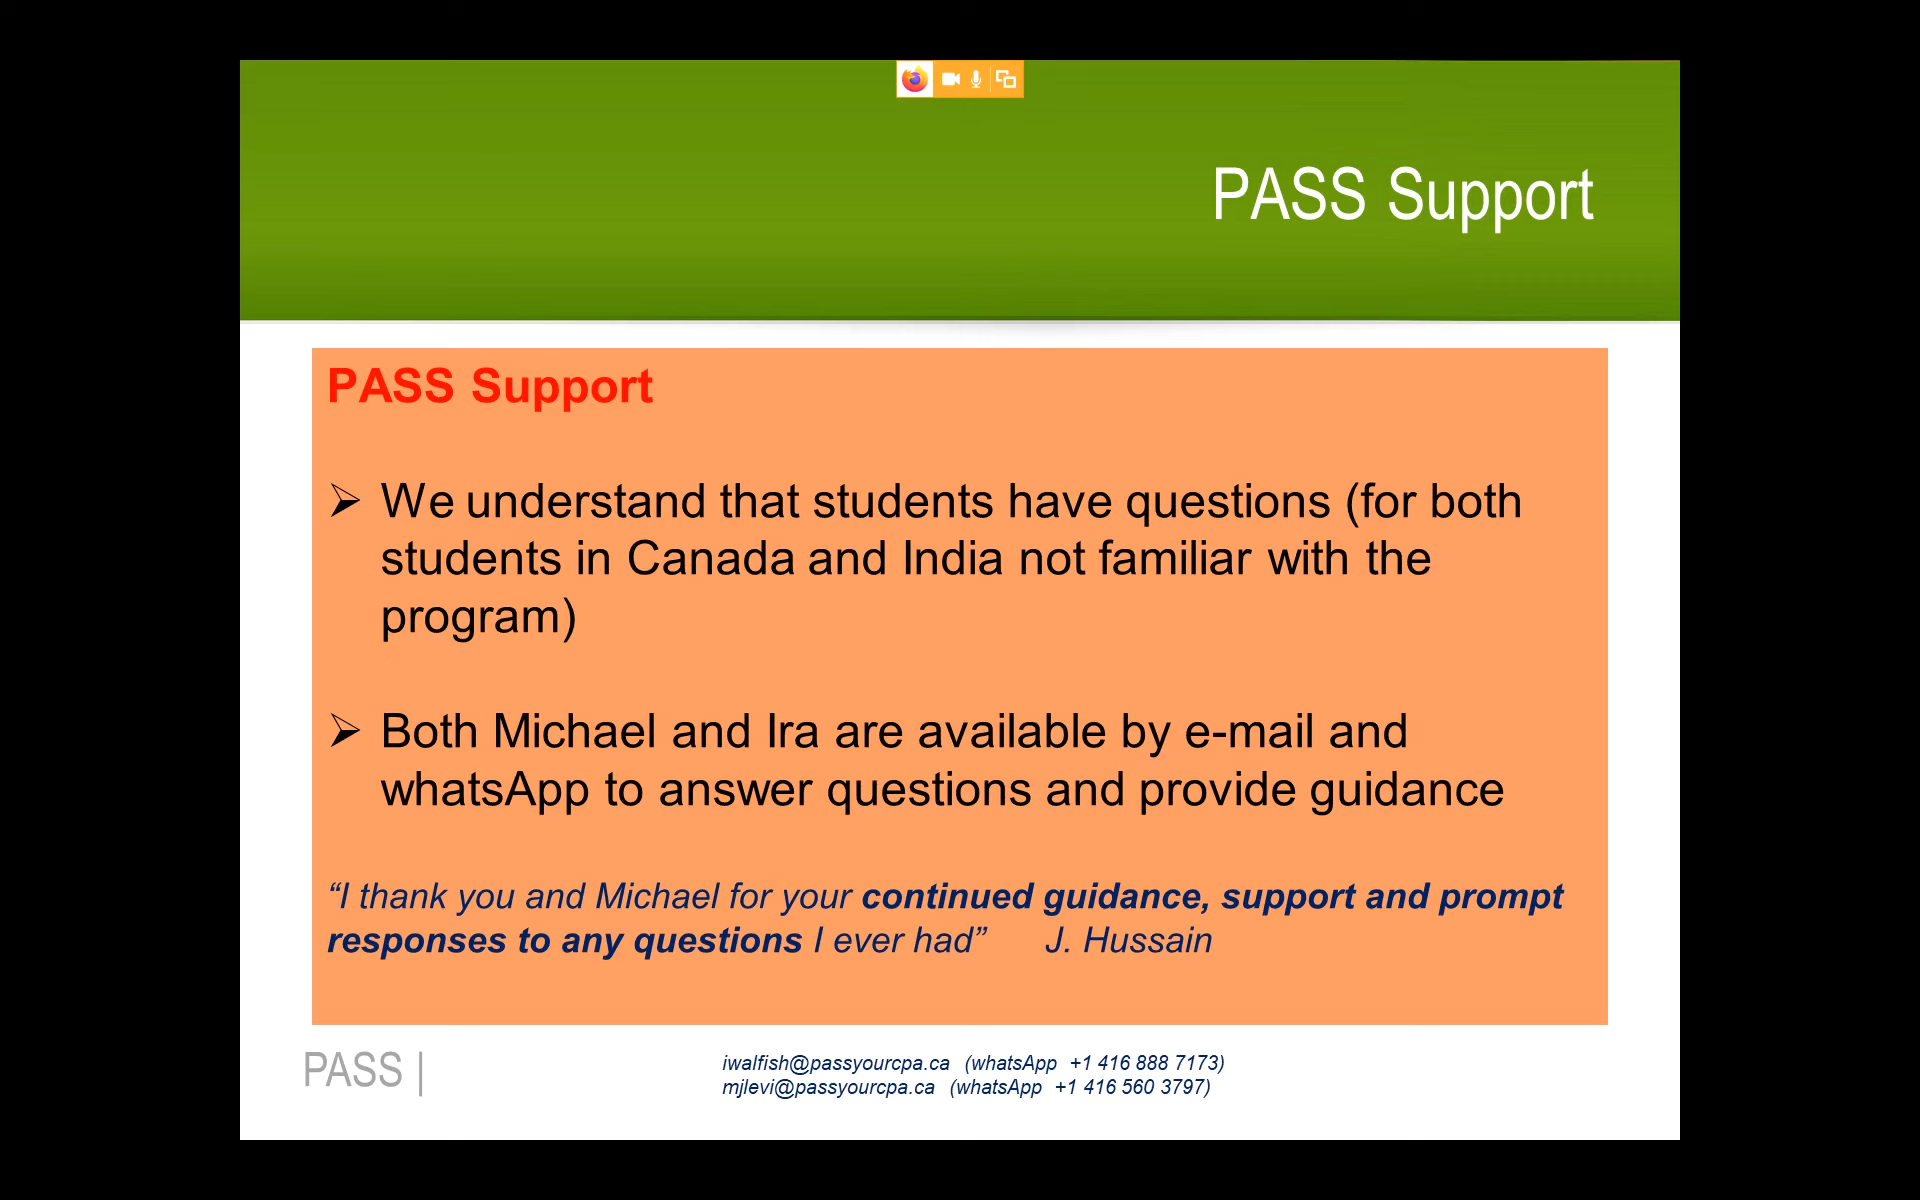 PASS Support
PASS Support
➢ We understand that students have questions (for both
students in Canada and India not familiar with the
program)
➢ Both Michael and Ira are available by e-mail and
whatsApp to answer questions and provide guidance
“I thank you and Michael for your continued guidance, support and prompt
responses to any questions I ever had” J. Hussain
PASS |
iwalfish@passyourcpa.ca (whatsApp +1 416 888 7173)
mjlevi@passyourcpa.ca (whatsApp +1 416 560 3797)